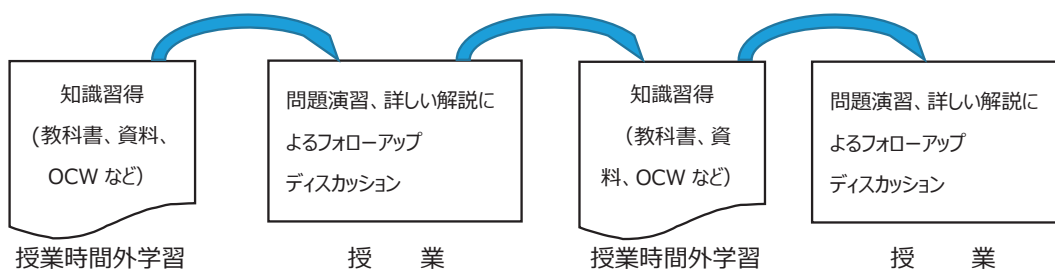 知識習得
(教科書、資料、
OCW など)
問題演習、詳しい解説に
よるフォローアップ
ディスカッション
知識習得
(教科書、資
料、OCW など)
問題演習、詳しい解説に
よるフォローアップ
ディスカッション
授業時間外学習
授　業
授業時間外学習
授　業